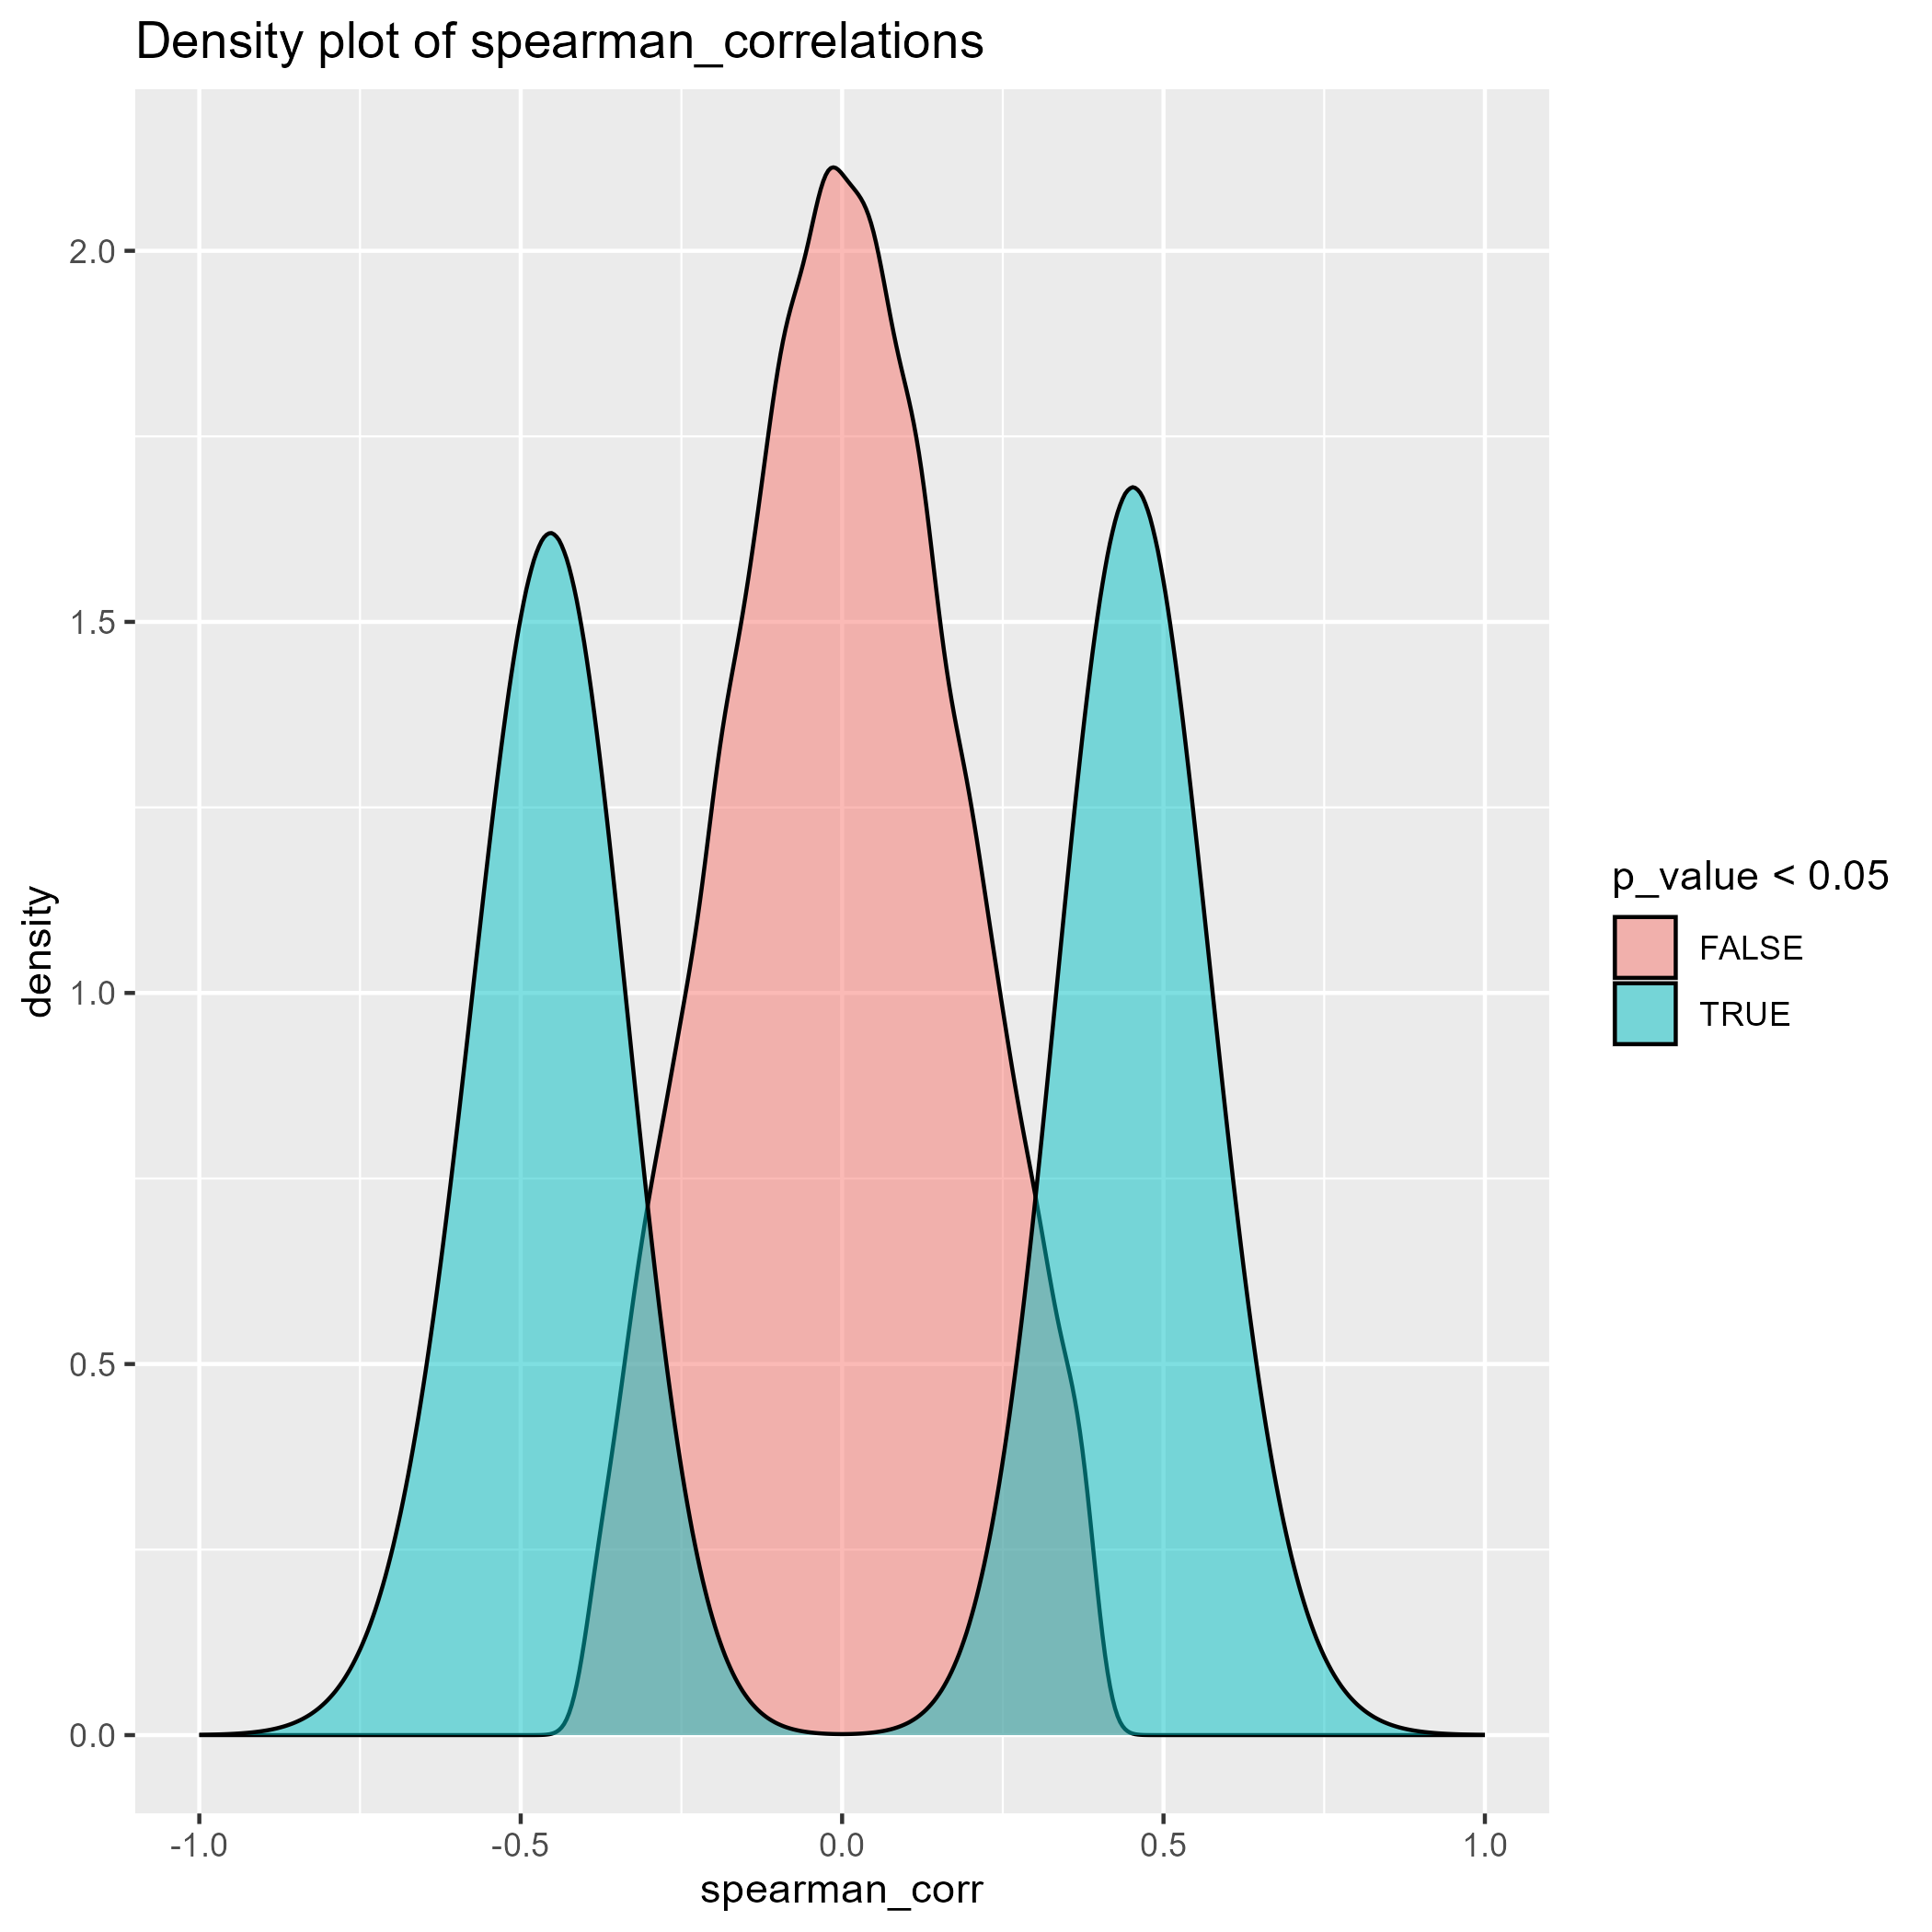 Density plot of spearman_correlations
2.0
1.5
1.0
0.5
0.0
density
-1.0 -0.5 0.0 0.5 1.0
spearman_corr
p_value < 0.05
FALSE
TRUE